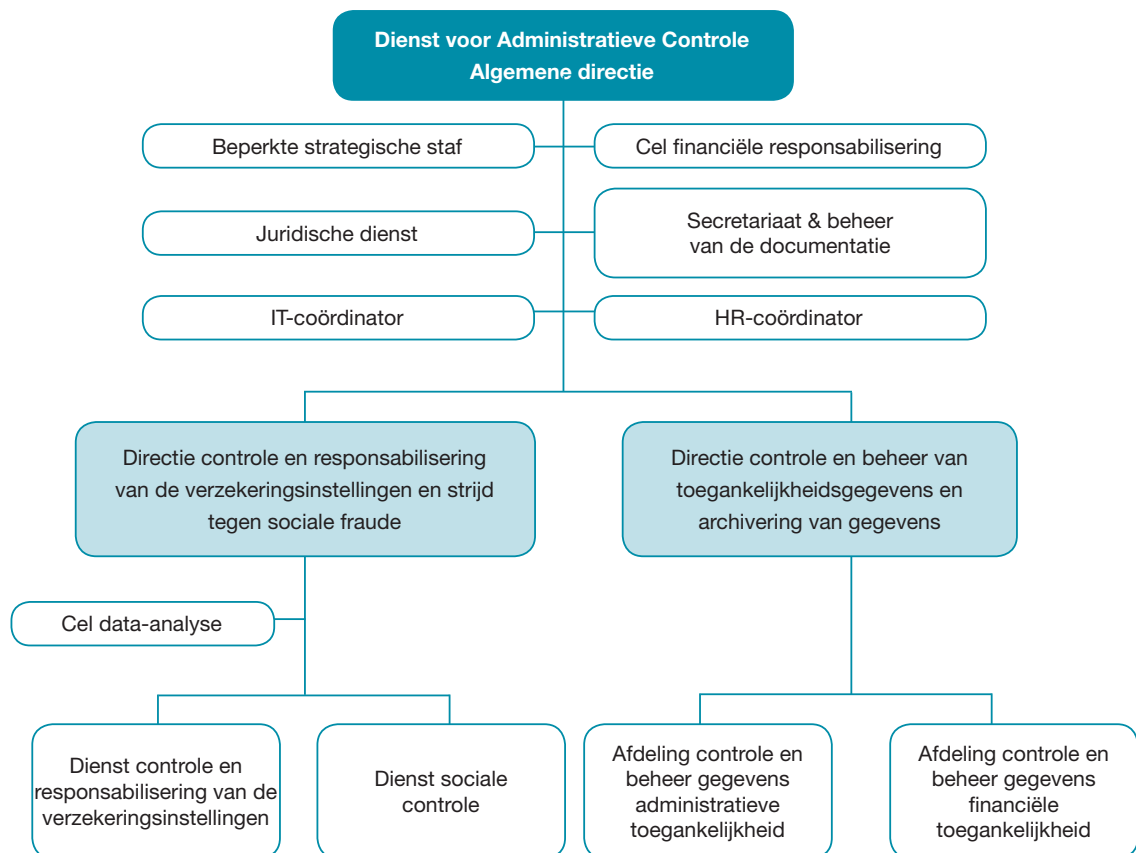 Dienst voor Administratieve Controle
Algemene directie
Beperkte strategische staf
Cel financiële responsabilisering
Juridische dienst
Secretariaat & beheer
van de documentatie
IT-coördinator
HR-coördinator
Directie controle en responsabilisering
van de verzekeringsinstellingen en strijd
tegen sociale fraude
Directie controle en beheer van
toegankelijkheidsgegevens en
archivering van gegevens
Cel data-analyse
Dienst controle en
responsabilisering van de
verzekeringsinstellingen
Dienst sociale
controle
Afdeling controle en
beheer gegevens
administratieve
toegankelijkheid
Afdeling controle en
beheer gegevens
financiële
toegankelijkheid